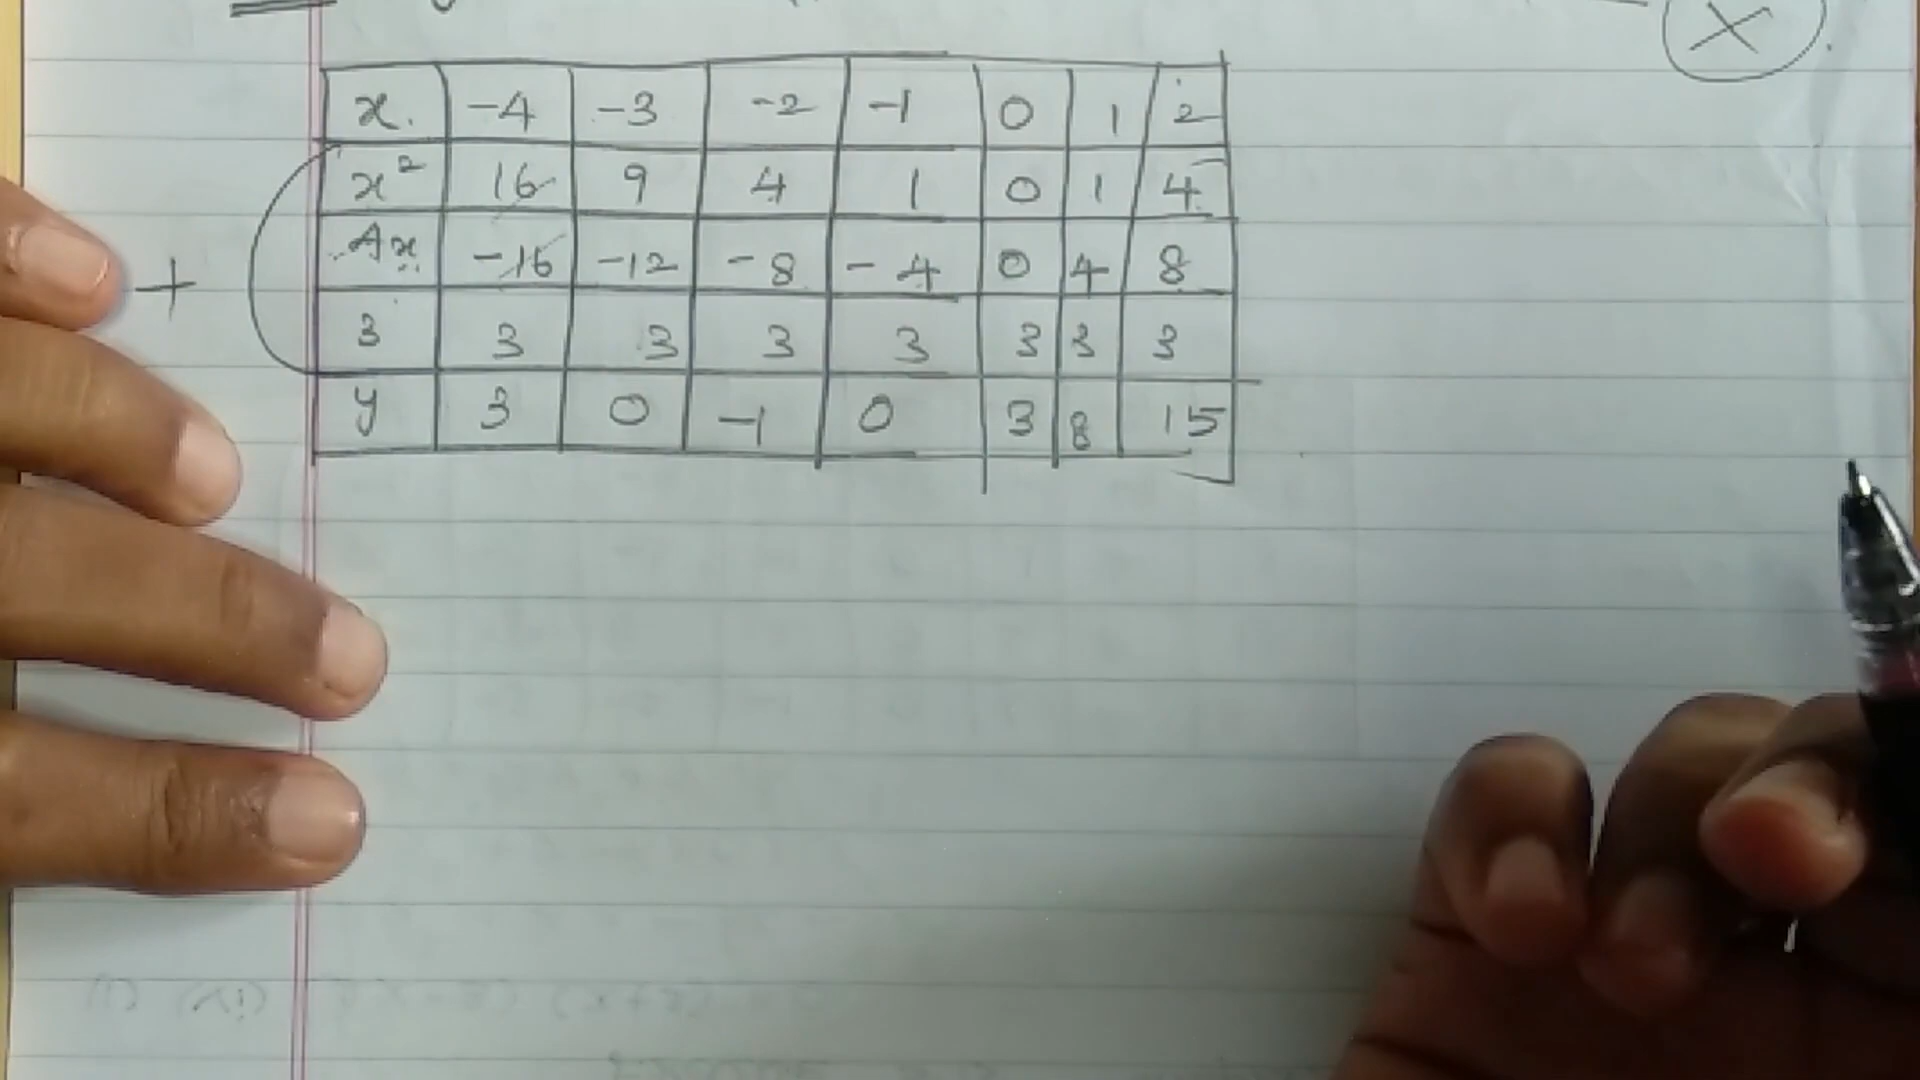 x. -4 -3 -2 -1 0 1 2
x² 16 9 4 1 0 1 4
+ 4x -16 -12 -8 -4 0 4 8
3 3 3 3 3 3 3 3
y 3 0 -1 0 3 8 15